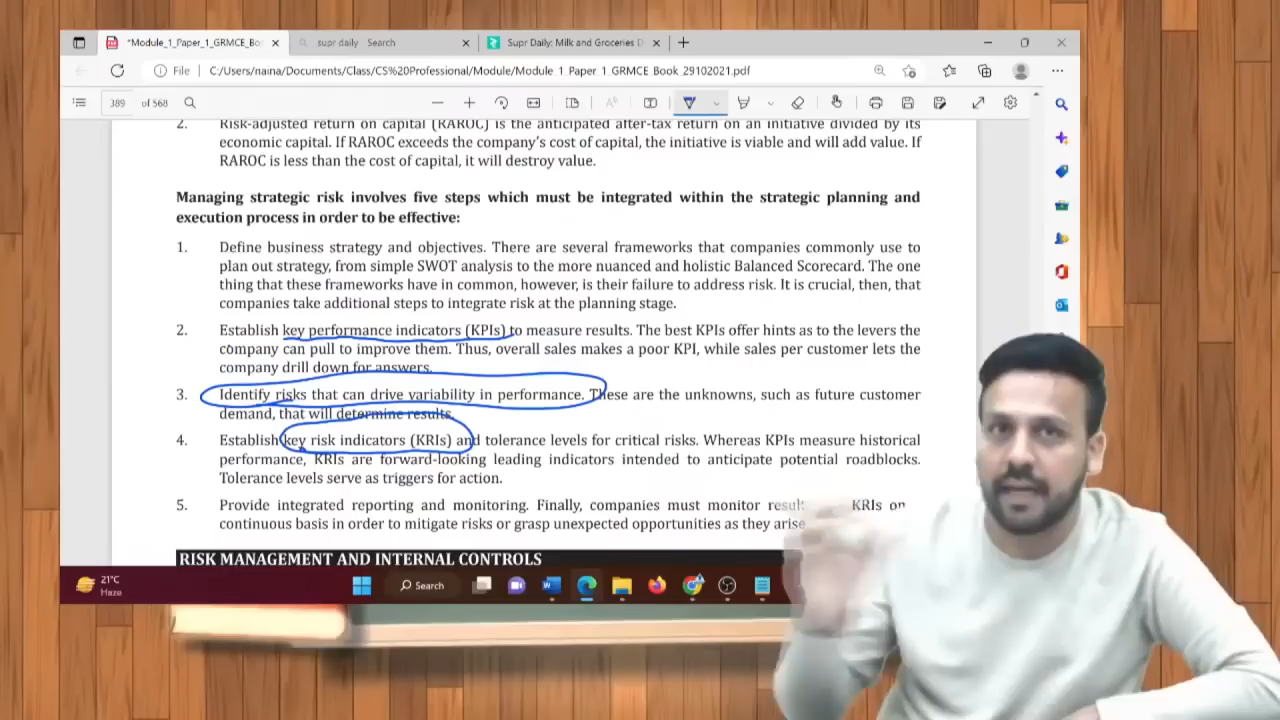 *Module_1_Paper_1_GRMCE_Bo
supr daily Search
Supr Daily: Milk and Groceries D
File C:/Users/naina/Documents/Class/CS%20Professional/Module/Module_1_Paper_1_GRMCE_Book_29102021.pdf
389 of 568
2. Risk-adjusted return on capital (RAROC) is the anticipated after-tax return on an initiative divided by its
economic capital. If RAROC exceeds the company's cost of capital, the initiative is viable and will add value. If
RAROC is less than the cost of capital, it will destroy value.
Managing strategic risk involves five steps which must be integrated within the strategic planning and
execution process in order to be effective:
1. Define business strategy and objectives. There are several frameworks that companies commonly use to
plan out strategy, from simple SWOT analysis to the more nuanced and holistic Balanced Scorecard. The one
thing that these frameworks have in common, however, is their failure to address risk. It is crucial, then, that
companies take additional steps to integrate risk at the planning stage.
2. Establish key performance indicators (KPIs) to measure results. The best KPIs offer hints as to the levers the
company can pull to improve them. Thus, overall sales makes a poor KPI, while sales per customer lets the
company drill down for answers.
3. Identify risks that can drive variability in performance. These are the unknowns, such as future customer
demand, that will determine results.
4. Establish key risk indicators (KRIs) and tolerance levels for critical risks. Whereas KPIs measure historical
performance, KRIs are forward-looking leading indicators intended to anticipate potential roadblocks.
Tolerance levels serve as triggers for action.
5. Provide integrated reporting and monitoring. Finally, companies must monitor KRIs on
continuous basis in order to mitigate risks or grasp unexpected opportunities as they arise
RISK MANAGEMENT AND INTERNAL CONTROLS
21°C
Haze
Search